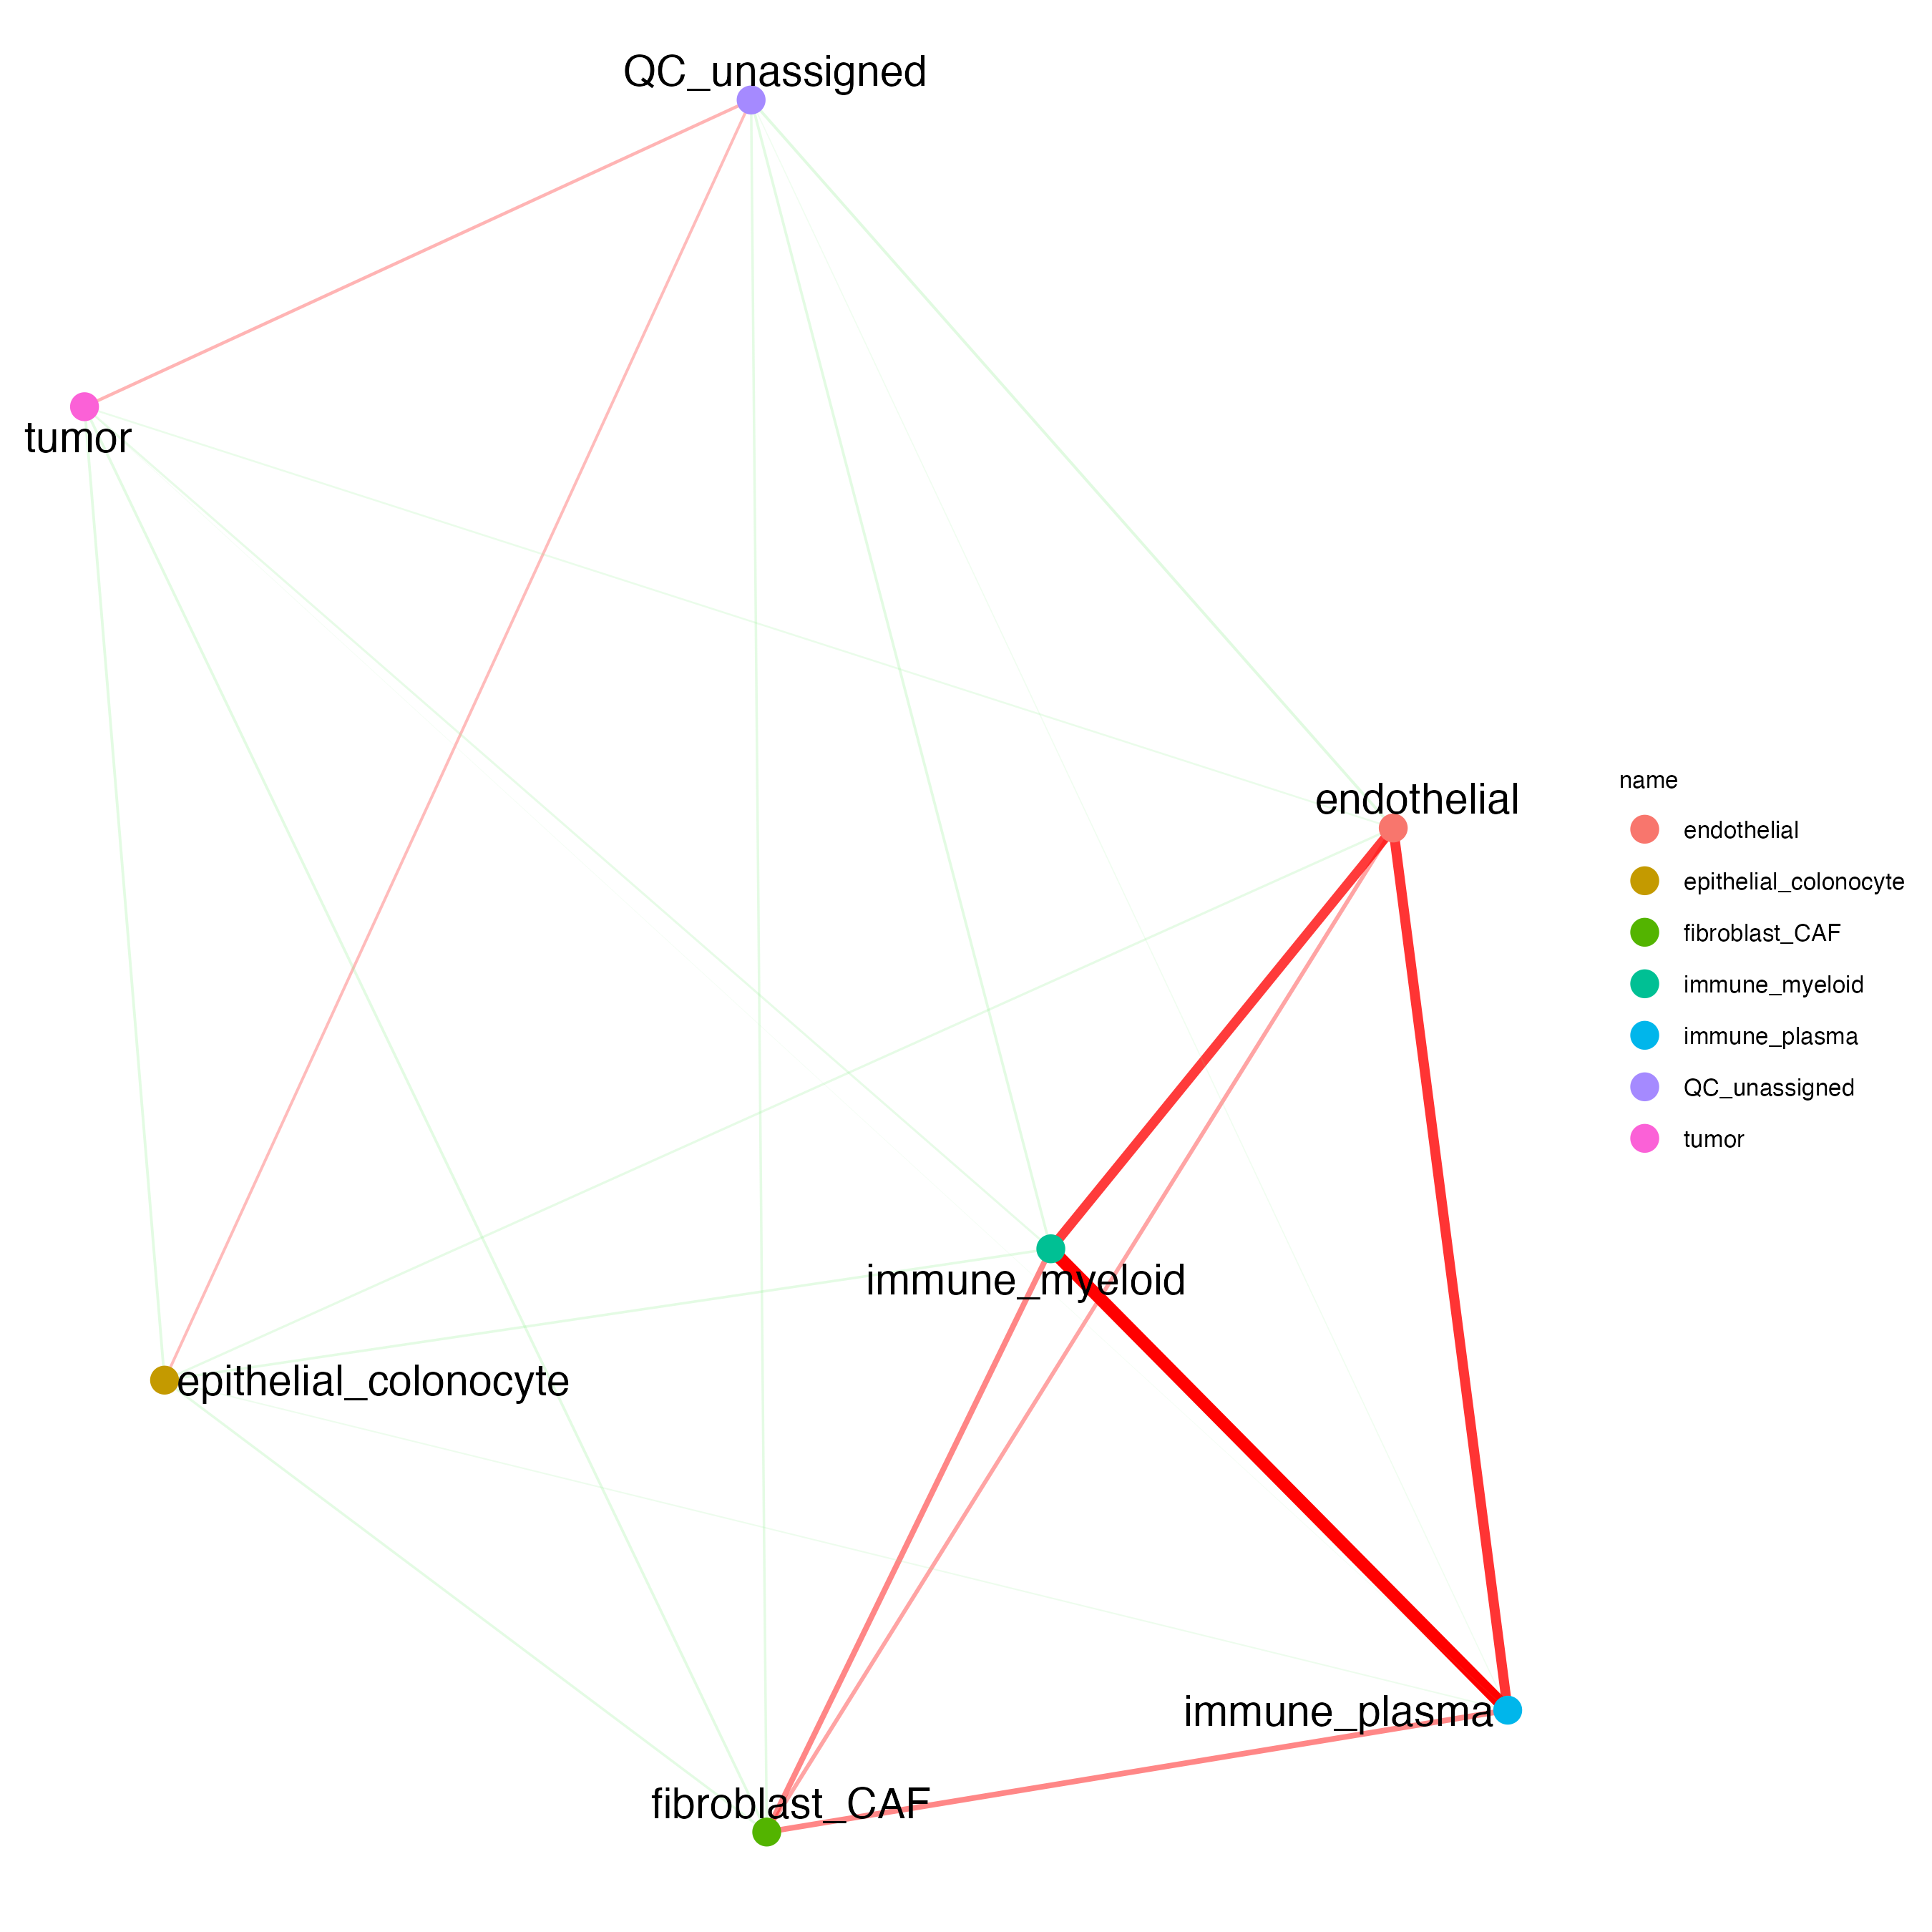 QC_unassigned
tumor
endothelial
immune_myeloid
epithelial_colonocyte
immune_plasma
fibroblast_CAF
name
endothelial
epithelial_colonocyte
fibroblast_CAF
immune_myeloid
immune_plasma
QC_unassigned
tumor